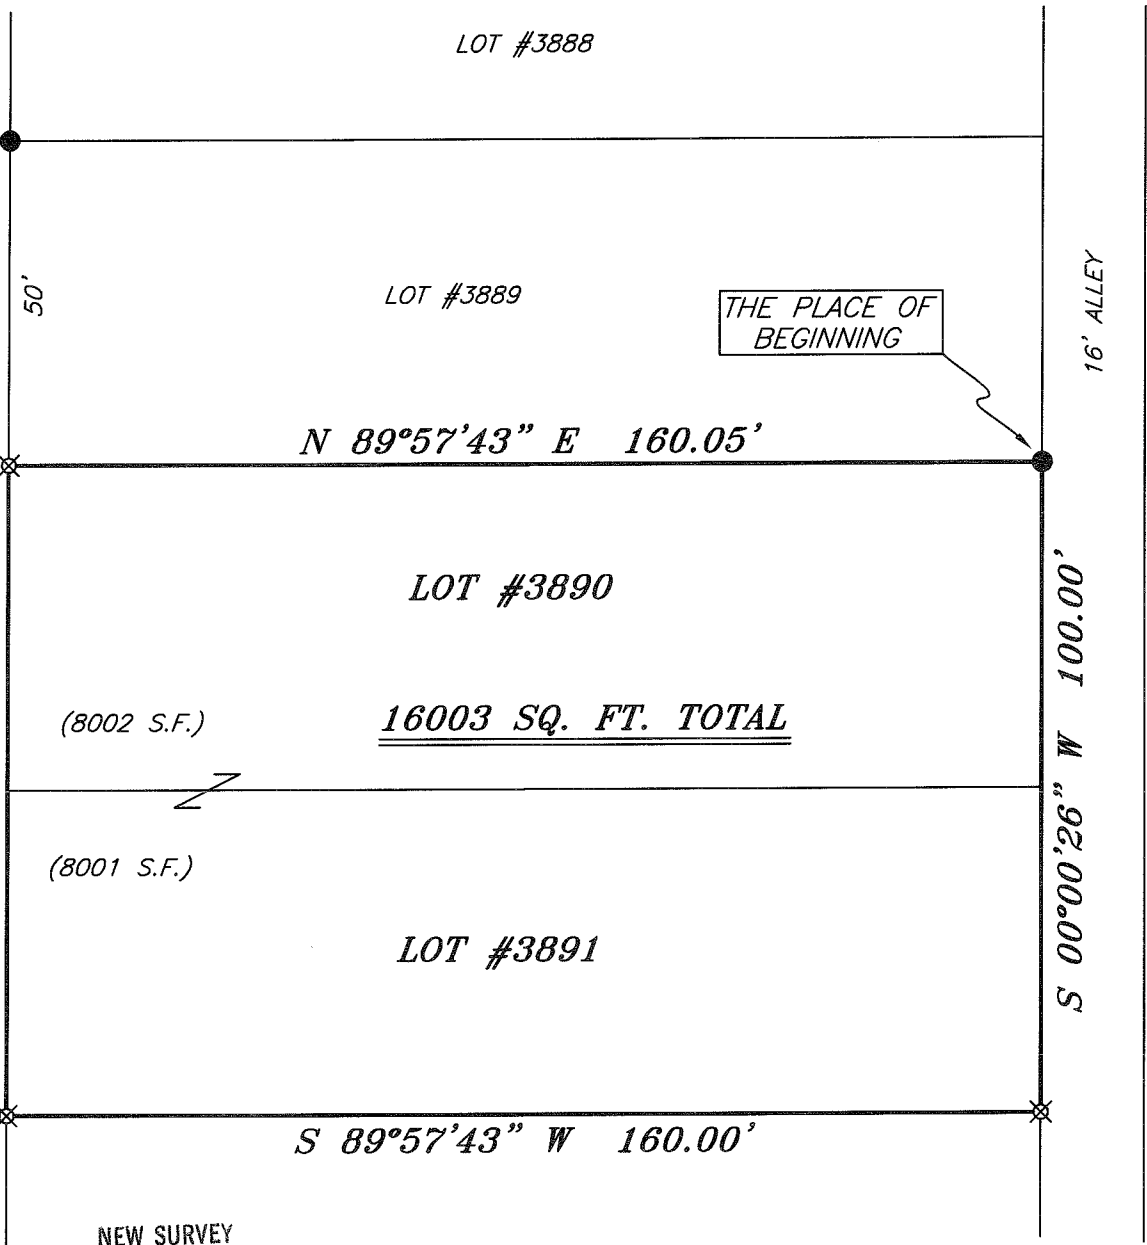 LOT #3888
50'
LOT #3889
THE PLACE OF
BEGINNING
16' ALLEY
N 89°57'43" E 160.05'
LOT #3890
(8002 S.F.)
16003 SQ. FT. TOTAL
S 00°00'26" W 100.00'
(8001 S.F.)
LOT #3891
S 89°57'43" W 160.00'
NEW SURVEY